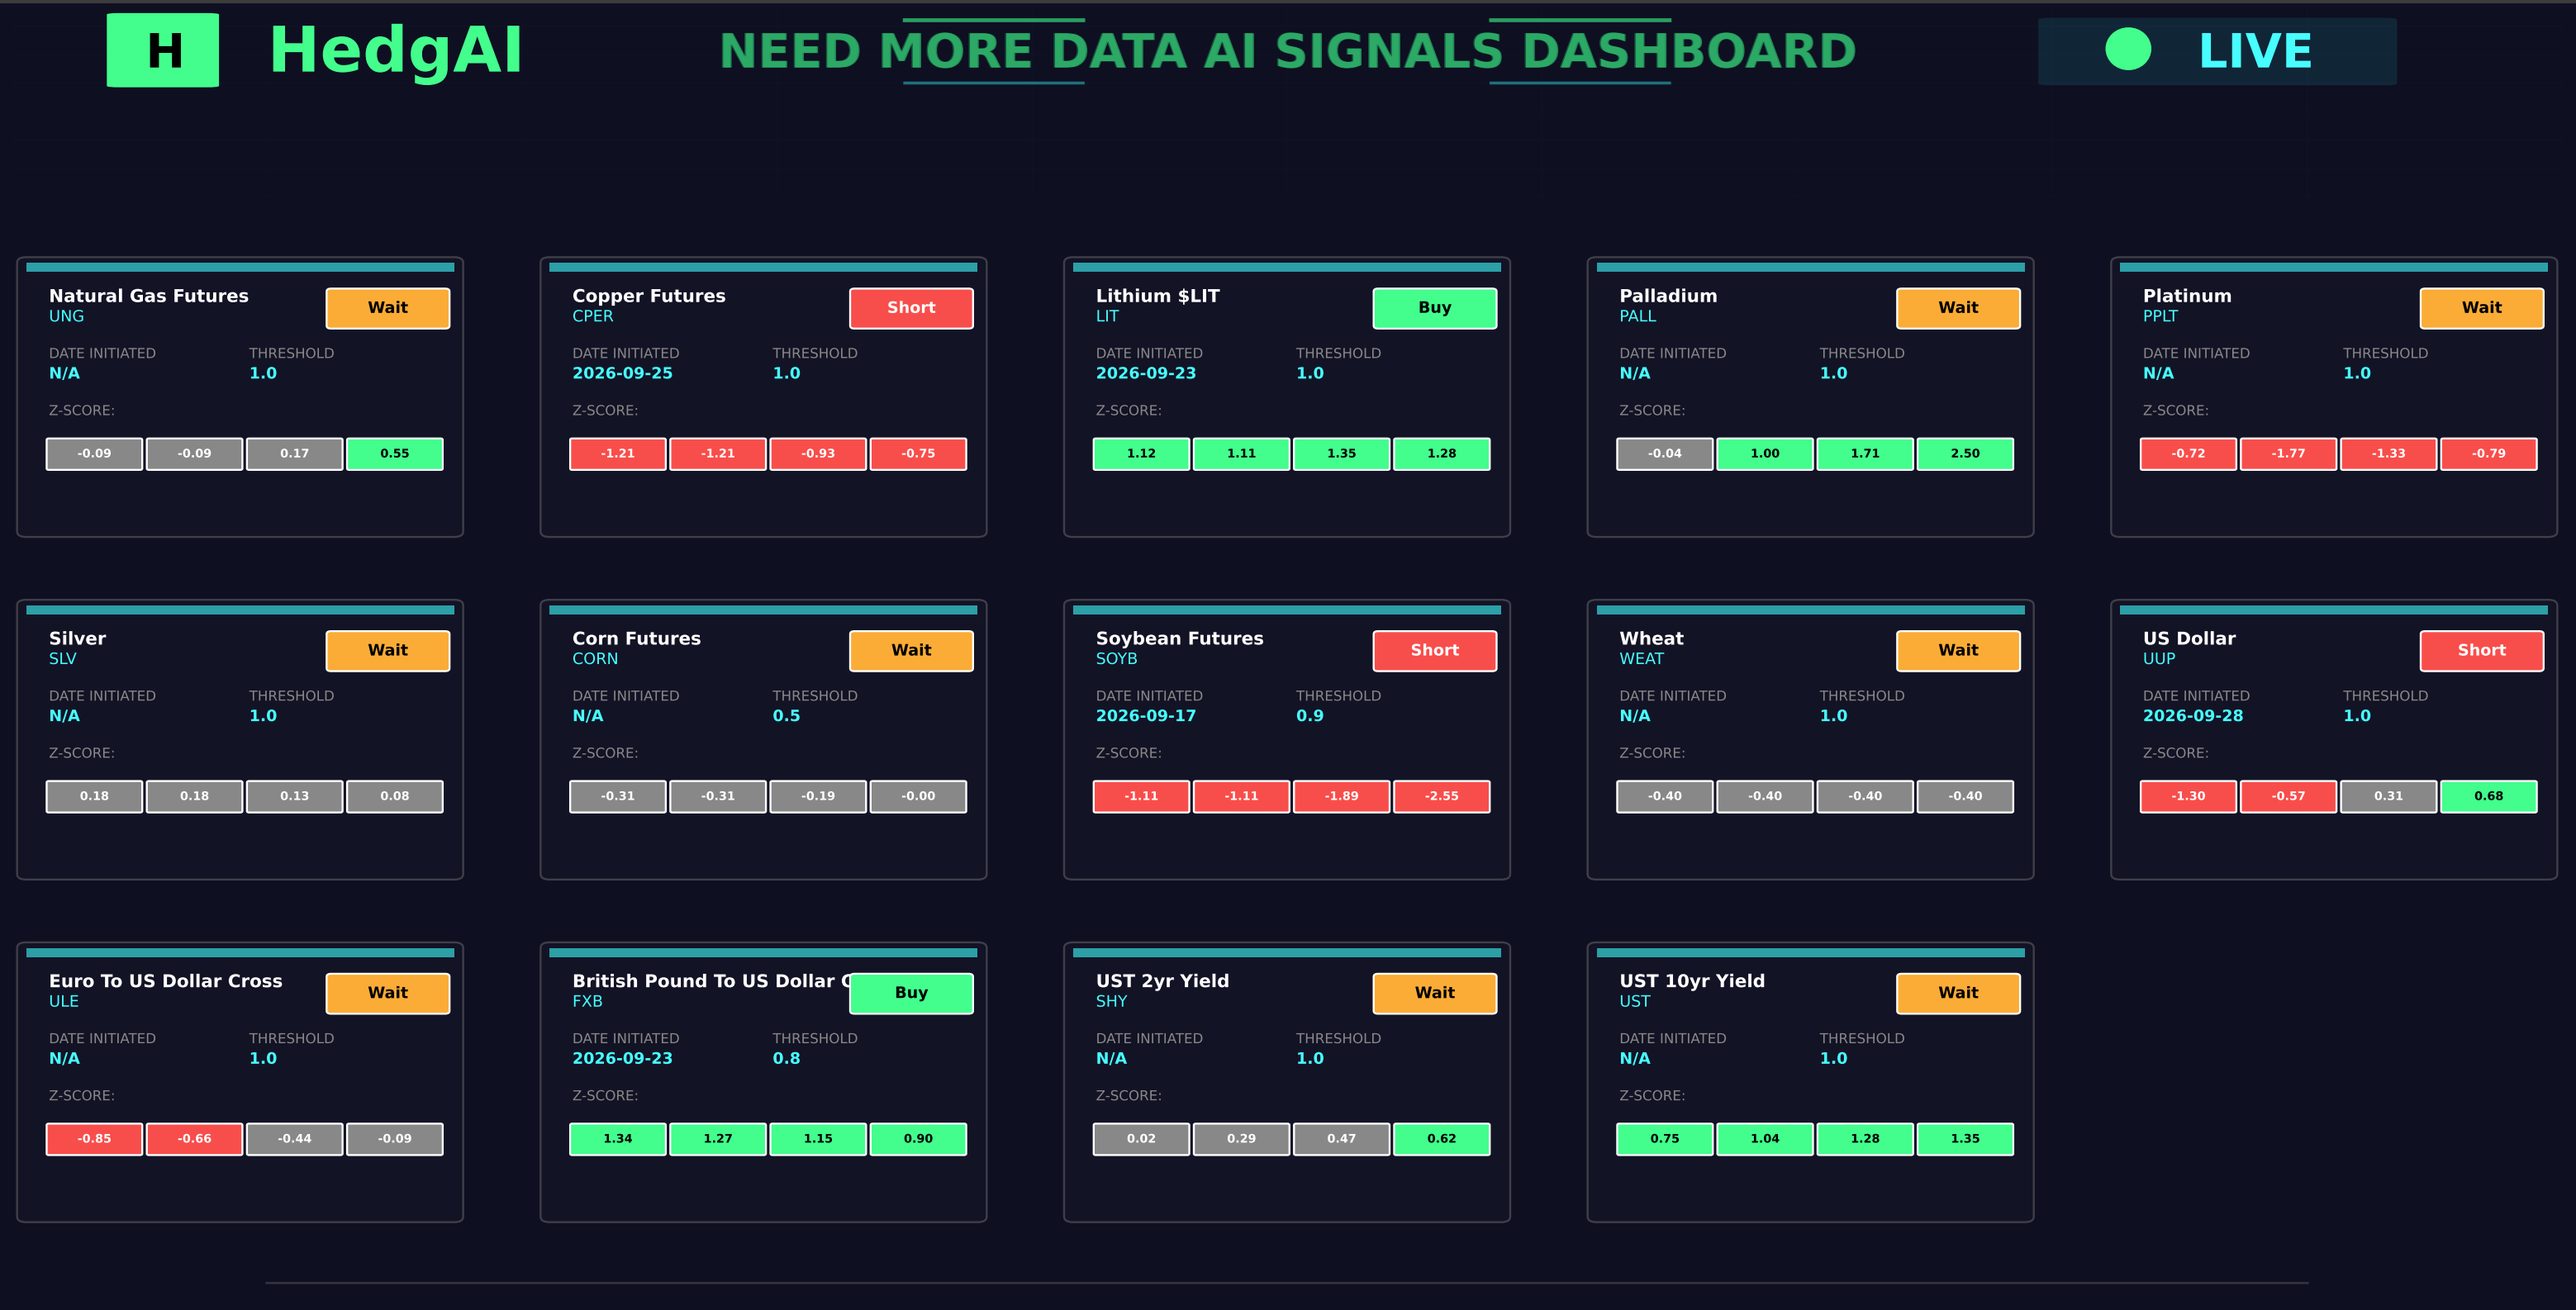 H HedgAI NEED MORE DATA AI SIGNALS DASHBOARD LIVE
Natural Gas Futures
UNG
Wait
DATE INITIATED THRESHOLD
N/A 1.0
Z-SCORE:
-0.09 -0.09 0.17 0.55
Copper Futures
CPER
Short
DATE INITIATED THRESHOLD
2026-09-25 1.0
Z-SCORE:
-1.21 -1.21 -0.93 -0.75
Lithium $LIT
LIT
Buy
DATE INITIATED THRESHOLD
2026-09-23 1.0
Z-SCORE:
1.12 1.11 1.35 1.28
Palladium
PALL
Wait
DATE INITIATED THRESHOLD
N/A 1.0
Z-SCORE:
-0.04 1.00 1.71 2.50
Platinum
PPLT
Wait
DATE INITIATED THRESHOLD
N/A 1.0
Z-SCORE:
-0.72 -1.77 -1.33 -0.79
Silver
SLV
Wait
DATE INITIATED THRESHOLD
N/A 1.0
Z-SCORE:
0.18 0.18 0.13 0.08
Corn Futures
CORN
Wait
DATE INITIATED THRESHOLD
N/A 0.5
Z-SCORE:
-0.31 -0.31 -0.19 -0.00
Soybean Futures
SOYB
Short
DATE INITIATED THRESHOLD
2026-09-17 0.9
Z-SCORE:
-1.11 -1.11 -1.89 -2.55
Wheat
WEAT
Wait
DATE INITIATED THRESHOLD
N/A 1.0
Z-SCORE:
-0.40 -0.40 -0.40 -0.40
US Dollar
UUP
Short
DATE INITIATED THRESHOLD
2026-09-28 1.0
Z-SCORE:
-1.30 -0.57 0.31 0.68
Euro To US Dollar Cross
ULE
Wait
DATE INITIATED THRESHOLD
N/A 1.0
Z-SCORE:
-0.85 -0.66 -0.44 -0.09
British Pound To US Dollar
FXB
Buy
DATE INITIATED THRESHOLD
2026-09-23 0.8
Z-SCORE:
1.34 1.27 1.15 0.90
UST 2yr Yield
SHY
Wait
DATE INITIATED THRESHOLD
N/A 1.0
Z-SCORE:
0.02 0.29 0.47 0.62
UST 10yr Yield
UST
Wait
DATE INITIATED THRESHOLD
N/A 1.0
Z-SCORE:
0.75 1.04 1.28 1.35